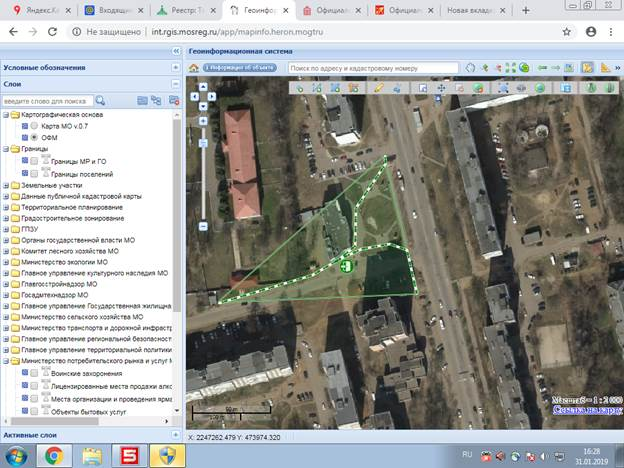 Яндекс.Ка
Входящи
Реестр: Т
Геоинфор
Официал
Официал
Новая вкладк
Не защищено | int.rgis.mosreg.ru/app/mapinfo.heron.mogtru
Геоинформационная система
Условные обозначения
Слои
введите слово для поиска
Информация об объекте
Поиск по адресу и кадастровому номеру
Картографическая основа
Карта МО v.0.7
ОФМ
Границы
Границы МР и ГО
Границы поселений
Земельные участки
Данные публичной кадастровой карты
Территориальное планирование
Градостроительное зонирование
ГПЗУ
Органы государственной власти МО
Комитет лесного хозяйства МО
Министерство экологии МО
Главное управление культурного наследия МО
Главгосстройнадзор МО
Госадмтехнадзор МО
Главное управление Государственная жилищная
Министерство сельского хозяйства МО
Министерство транспорта и дорожной инфрастр
Главное управление региональной безопасност
Главное управление территориальной политики
Министерство потребительского рынка и услуг М
Воинские захоронения
Лицензированные места продажи алко
Места организации и проведения ярма
Объекты бытовых услуг
Активные слои
Масштаб = 1 : 2 000
Ссылка на карту
X: 2247262.479 Y: 473974.320
RU
16:28
31.01.2019